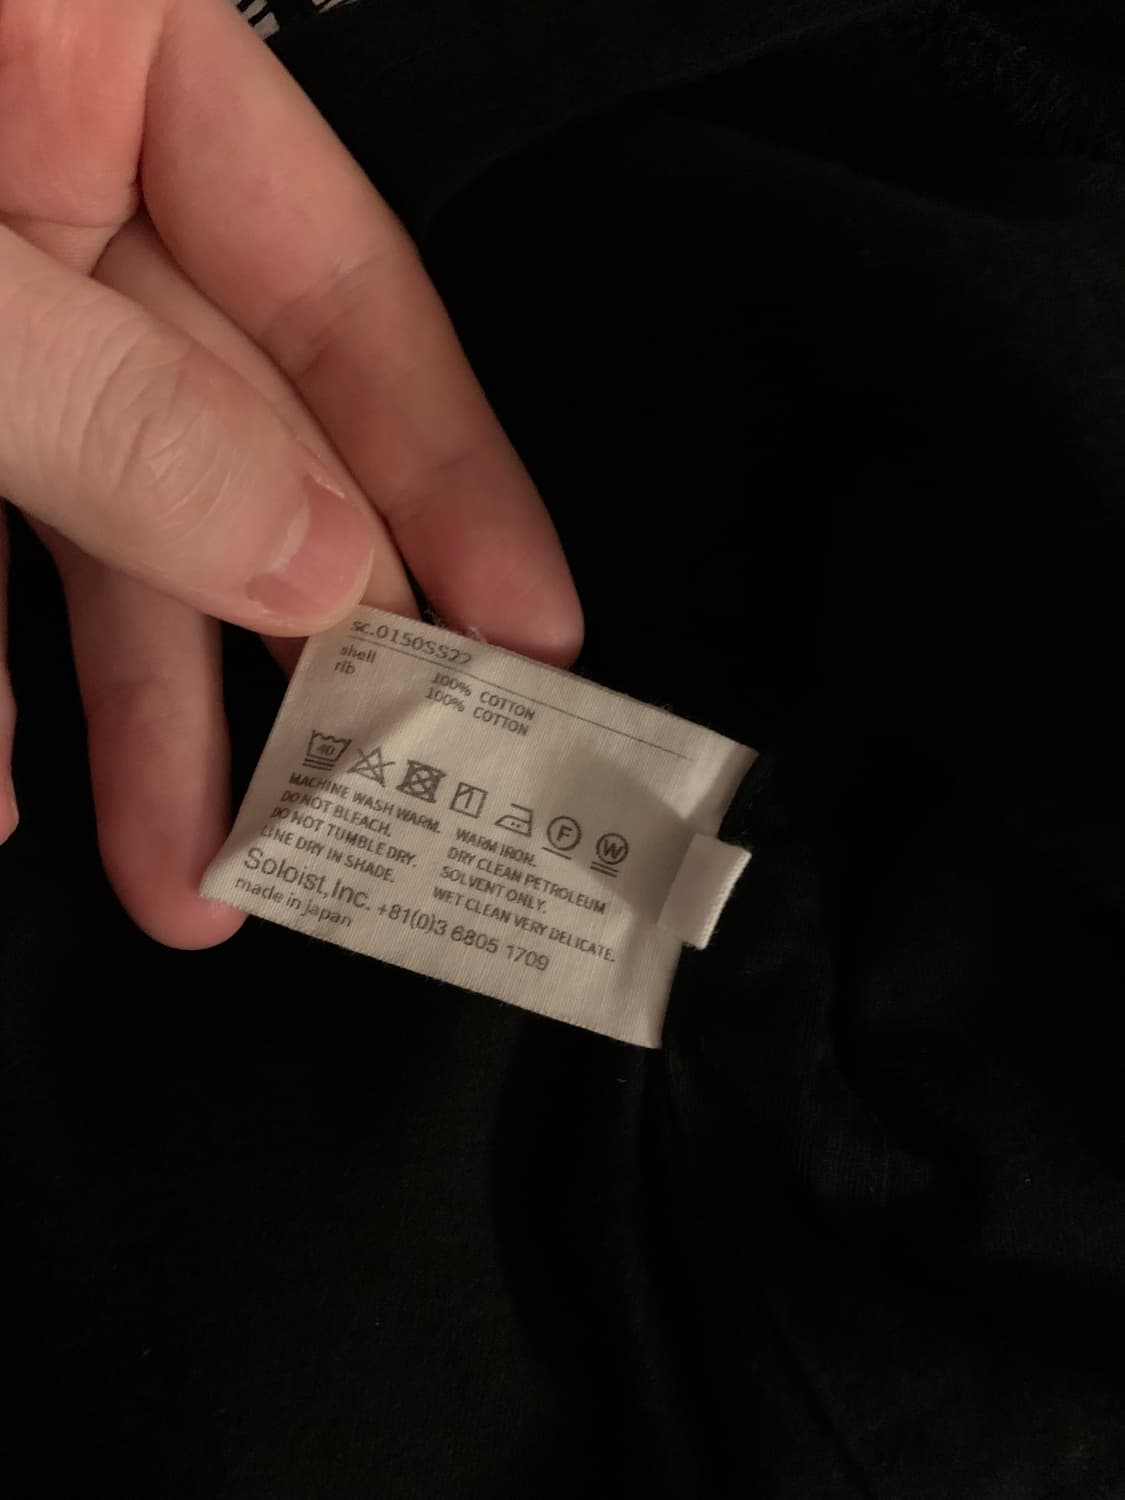 sc.0150SS22
shell 100% COTTON
rib 100% COTTON
40
F
W
MACHINE WASH WARM.
DO NOT BLEACH.
DO NOT TUMBLE DRY.
LINE DRY IN SHADE.
WARM IRON.
DRY CLEAN PETROLEUM
SOLVENT ONLY.
WET CLEAN VERY DELICATE.
Soloist,Inc. +81(0)3 6805 1709
made in japan